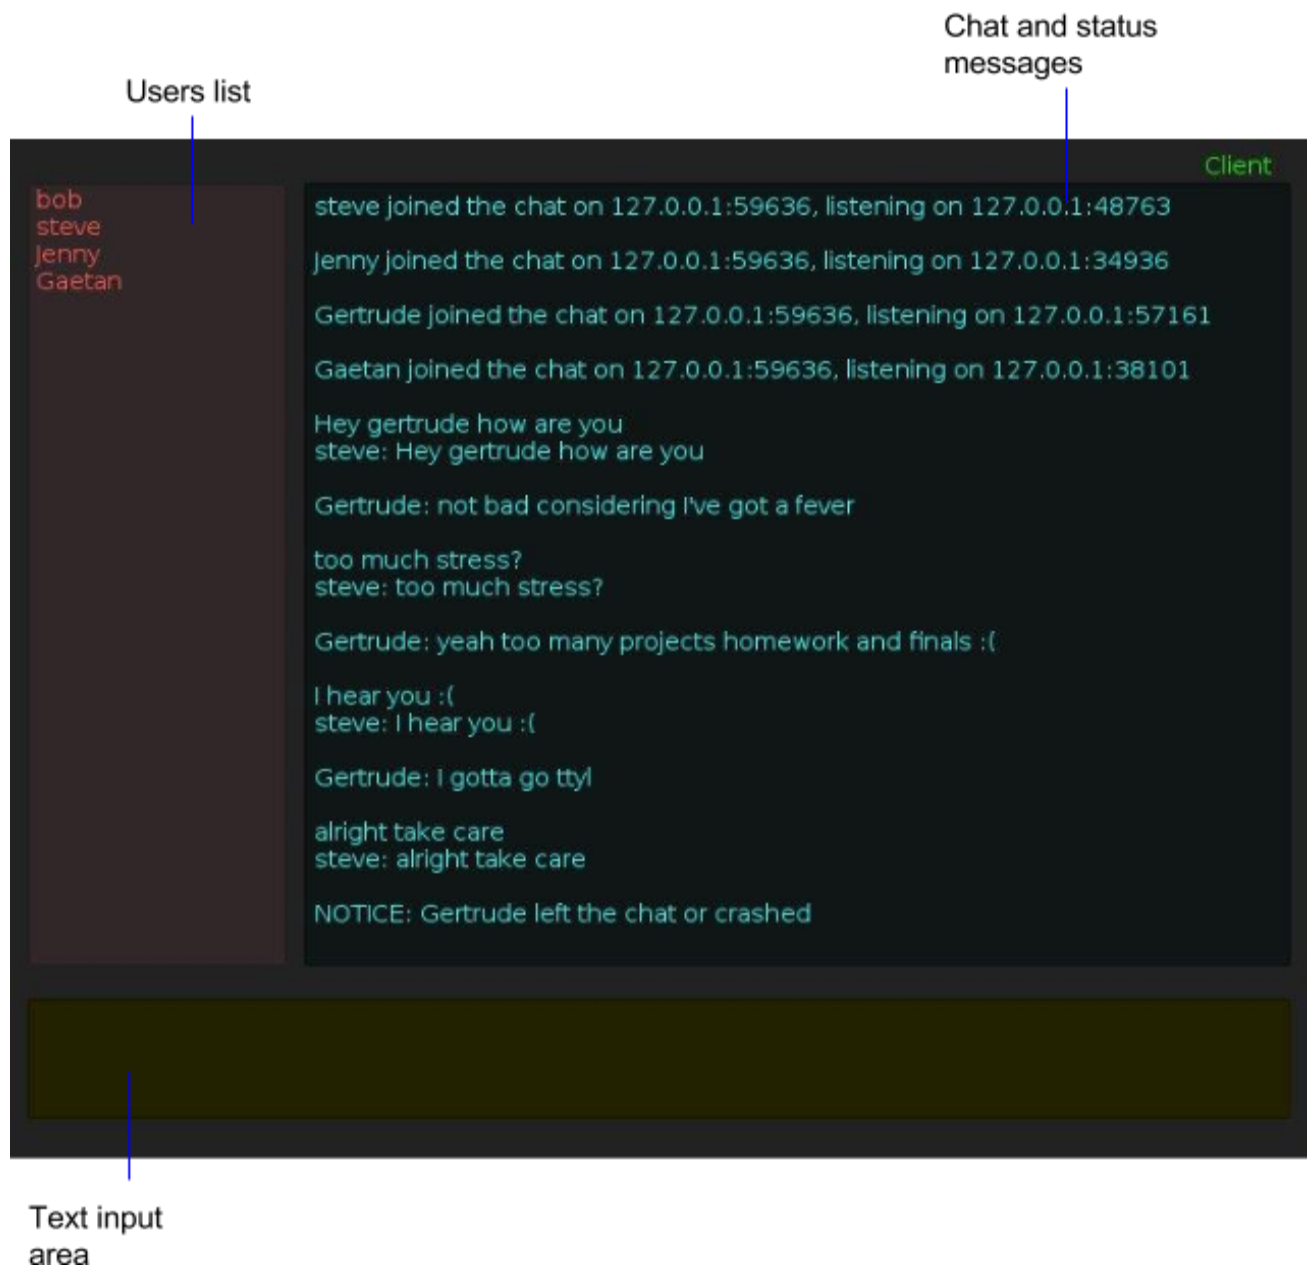 Chat and status
messages
Users list
Client
bob
steve
Jenny
Gaetan
steve joined the chat on 127.0.0.1:59636, listening on 127.0.0.1:48763
Jenny joined the chat on 127.0.0.1:59636, listening on 127.0.0.1:34936
Gertrude joined the chat on 127.0.0.1:59636, listening on 127.0.0.1:57161
Gaetan joined the chat on 127.0.0.1:59636, listening on 127.0.0.1:38101
Hey gertrude how are you
steve: Hey gertrude how are you
Gertrude: not bad considering I've got a fever
too much stress?
steve: too much stress?
Gertrude: yeah too many projects homework and finals :(
I hear you :(
steve: I hear you :(
Gertrude: I gotta go ttyl
alright take care
steve: alright take care
NOTICE: Gertrude left the chat or crashed
Text input
area